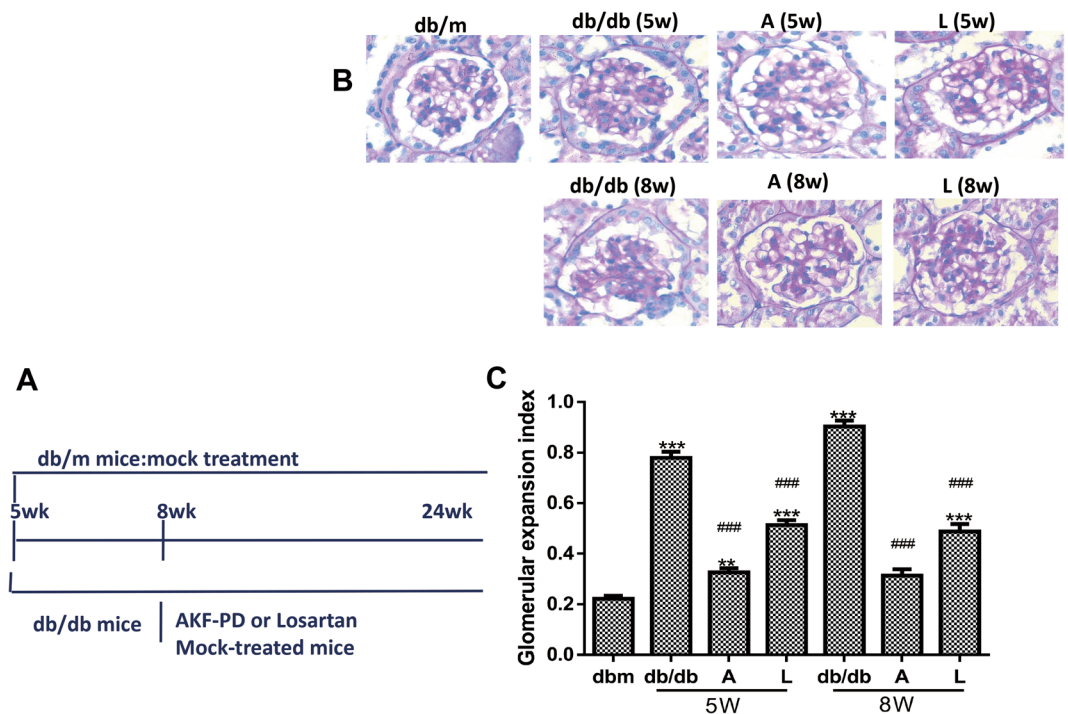 db/m
db/db (5w)
A (5w)
L (5w)
B
db/db (8w)
A (8w)
L (8w)
A
db/m mice:mock treatment
5wk
8wk
24wk
db/db mice
AKF-PD or Losartan
Mock-treated mice
C
Glomerular expansion index
1.0
0.8
0.6
0.4
0.2
0.0
***
###
**
###
***
***
###
###
***
dbm
db/db
A
L
db/db
A
L
5W
8W